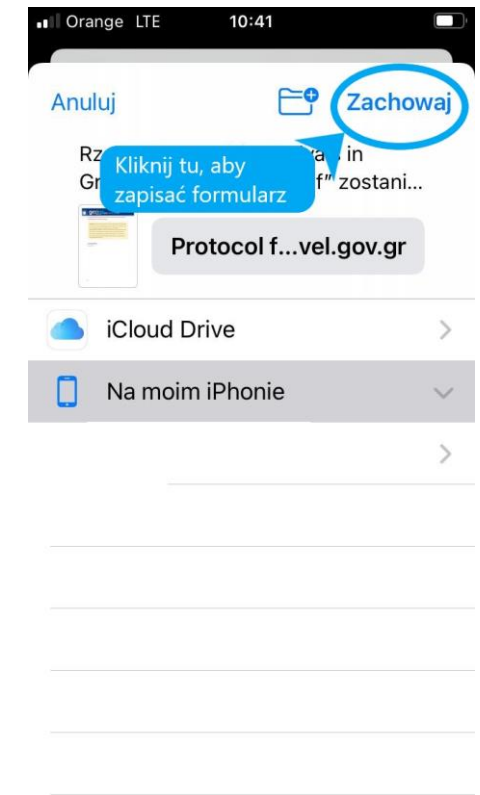 Orange LTE 10:41
Anuluj Zachowaj
Kliknij tu, aby
zapisać formularz
in
zostani...
Protocol f...vel.gov.gr
iCloud Drive
Na moim iPhonie